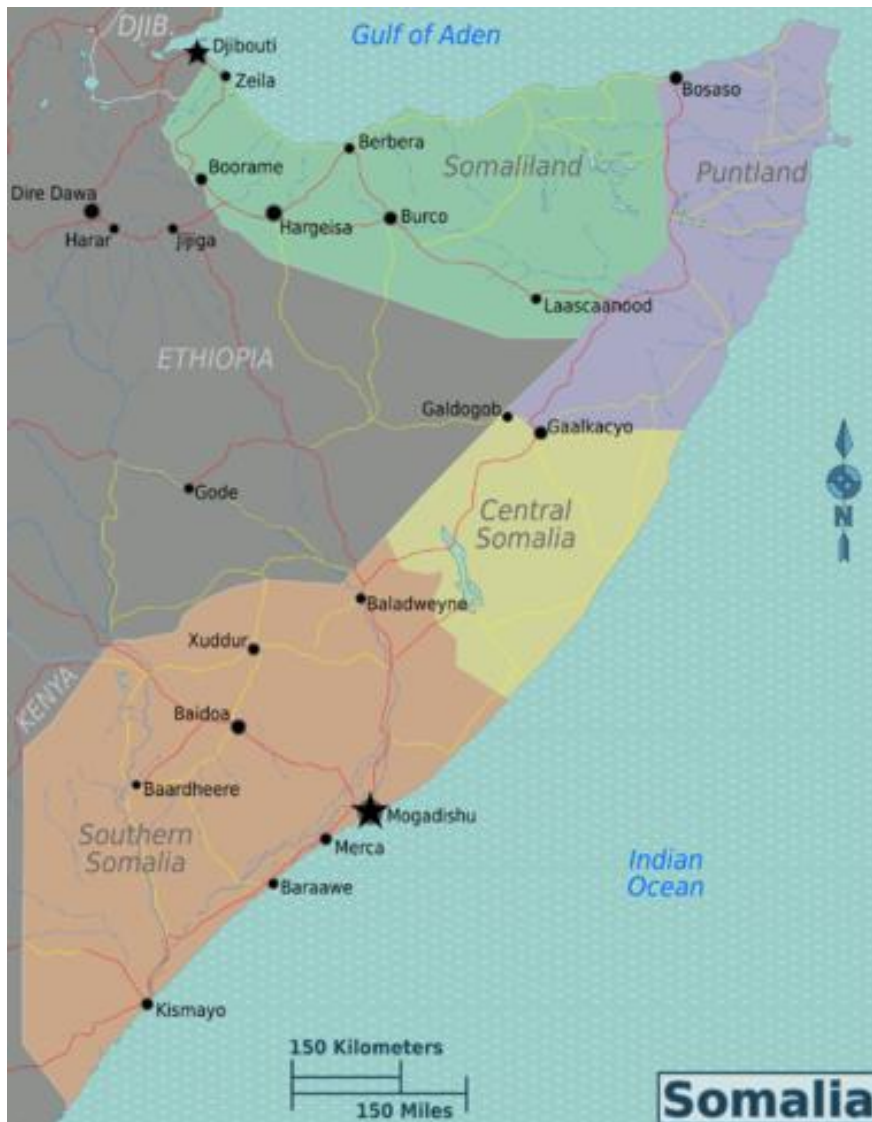 DJIB.
Djibouti
Gulf of Aden
Zeila
Bosaso
Berbera
Somaliland
Puntland
Boorame
Dire Dawa
Hargeisa
Burco
Harar
Jijiga
Laascaanood
ETHIOPIA
Galdogob
Gaalkacyo
Gode
Central
Somalia
N
Baladweyne
Xuddur
KENYA
Baidoa
Baardheere
Mogadishu
Southern
Somalia
Merca
Indian
Ocean
Baraawe
Kismayo
150 Kilometers
150 Miles
Somalia